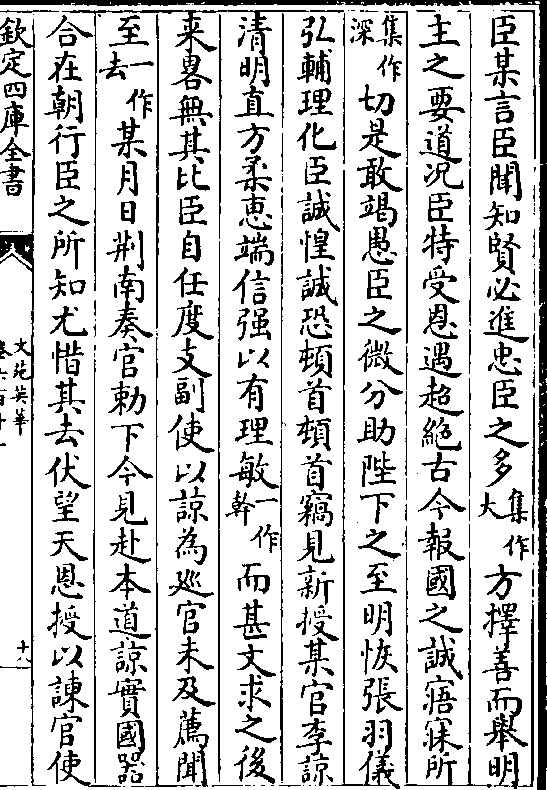 臣某言臣聞知賢必進忠臣之多集作大方擇善而舉明
主之要道况臣特受恩遇超絶古今報國之誠寤寐所
集作深切是敢竭愚臣之微分助陛下之至明恢張羽儀
弘輔理化臣誠惶誠恐頓首頓首竊見新授某官李諒
清明直方柔惠端信强以有理敏一作幹而甚文求之後
来畧無其比臣自任度支副使以諒為廵官未及薦聞
至一作去某月日荆南奏官勅下今見赴本道諒實國器
合在朝行臣之所知尤惜其去伏望天恩授以諫官使
欽定四庫全書
文苑英華
十八